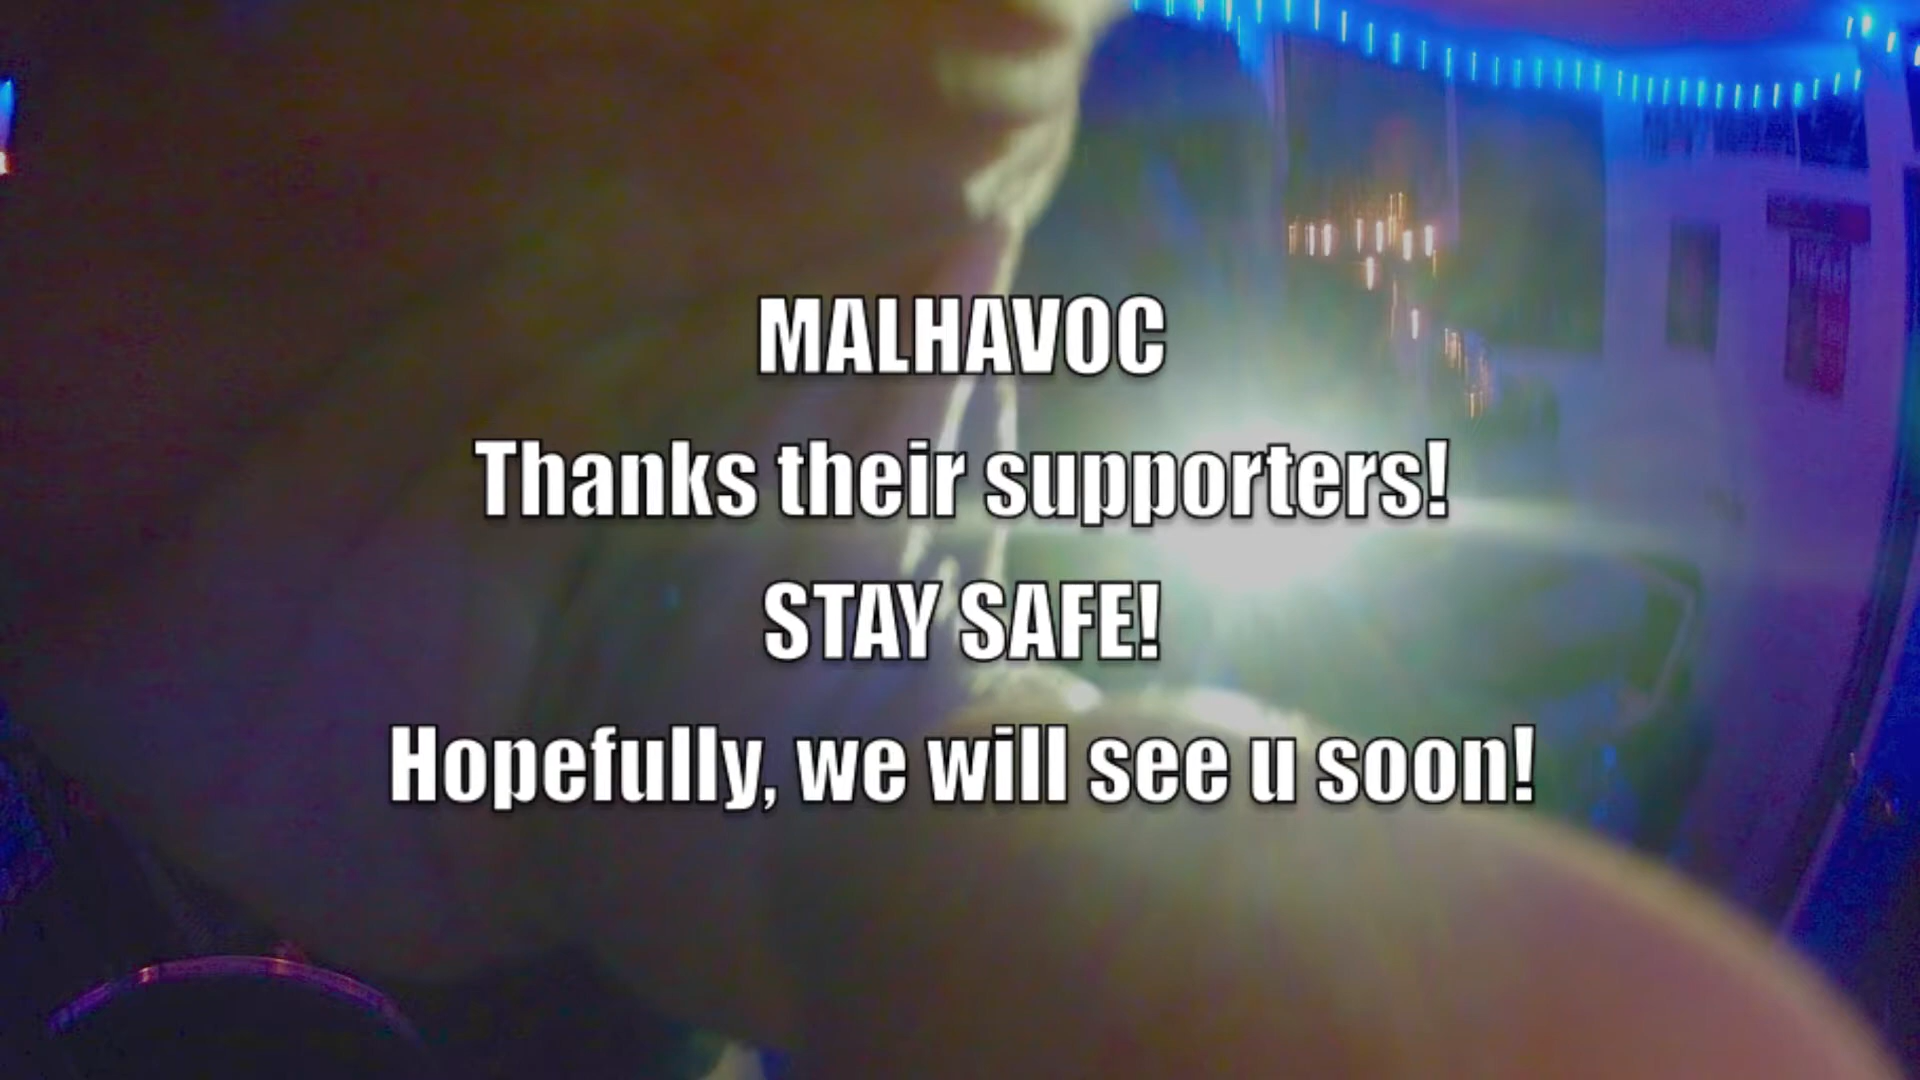 MALHAVOC
Thanks their supporters!
STAY SAFE!
Hopefully, we will see u soon!